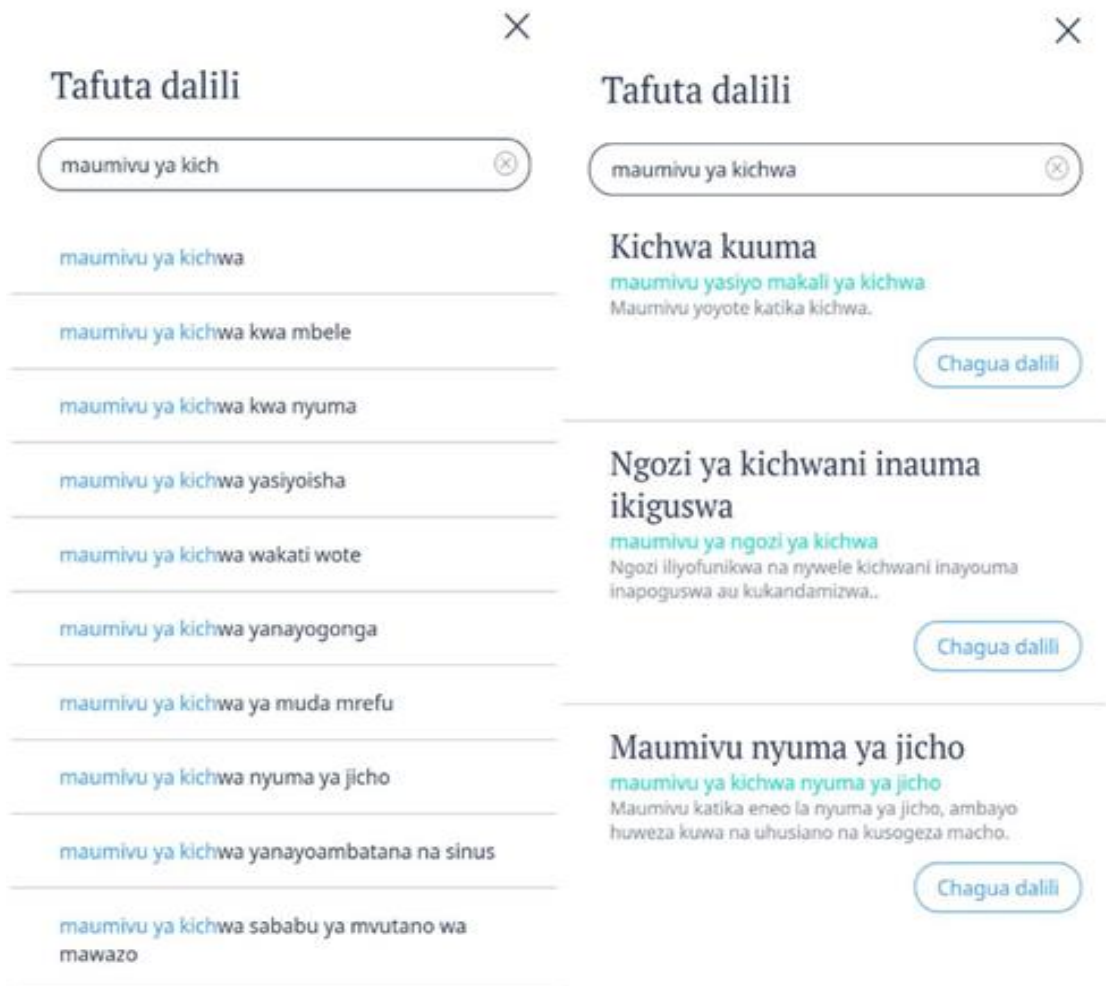 Tafuta dalili
maumivu ya kich
maumivu ya kichwa
maumivu ya kichwa kwa mbele
maumivu ya kichwa kwa nyuma
maumivu ya kichwa yasiyoisha
maumivu ya kichwa wakati wote
maumivu ya kichwa yanayogonga
maumivu ya kichwa ya muda mrefu
maumivu ya kichwa nyuma ya jicho
maumivu ya kichwa yanayoambatana na sinus
maumivu ya kichwa sababu ya mvutano wa
mawazo
Tafuta dalili
maumivu ya kichwa
Kichwa kuuma
maumivu yasiyo makali ya kichwa
Maumivu yoyote katika kichwa.
Chagua dalili
Ngozi ya kichwani inauma
ikiguswa
maumivu ya ngozi ya kichwa
Ngozi iliyofunikwa na nywele kichwani inayouma
inapoguswa au kukandamizwa..
Chagua dalili
Maumivu nyuma ya jicho
maumivu ya kichwa nyuma ya jicho
Maumivu katika eneo la nyuma ya jicho, ambayo
huweza kuwa na uhusiano na kusogeza macho.
Chagua dalili